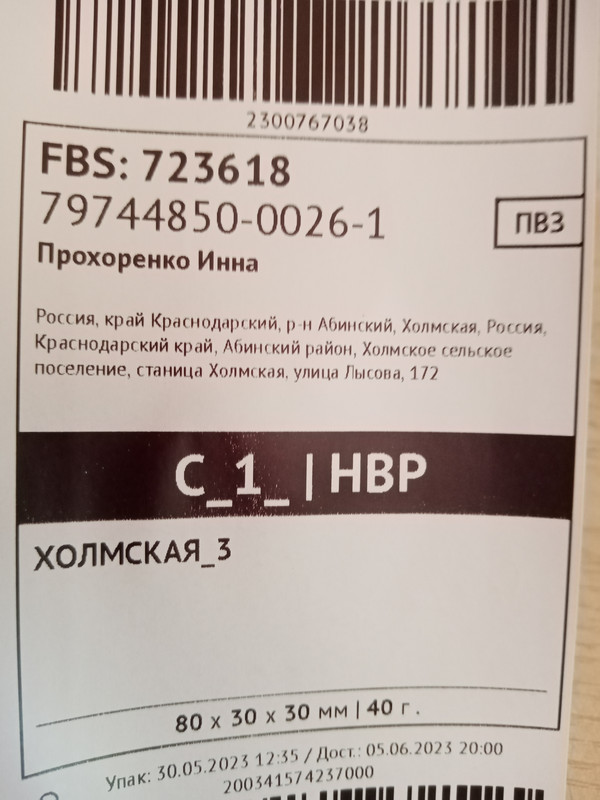 2300767038
FBS: 723618
79744850-0026-1
ПВЗ
Прохоренко Инна
Россия, край Краснодарский, р-н Абинский, Холмская, Россия,
Краснодарский край, Абинский район, Холмское сельское
поселение, станица Холмская, улица Лысова, 172
С_1_ | НВР
ХОЛМСКАЯ_3
80 x 30 x 30 мм | 40 г.
Упак: 30.05.2023 12:35 / Дост.: 05.06.2023 20:00
200341574237000